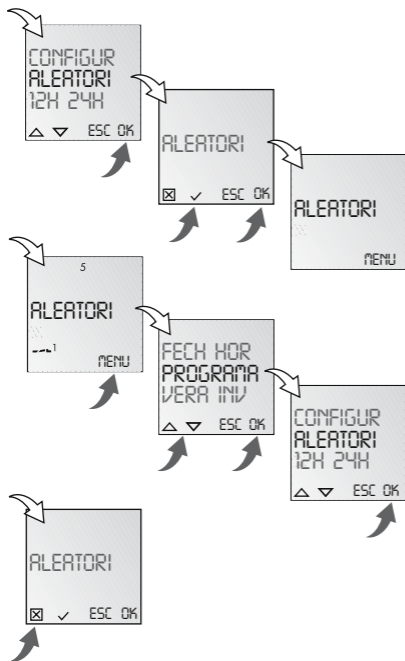 CONFIGUR
ALEATORI
12H 24H
ESC OK
ALEATORI
ESC OK
ALEATORI
MENU
5
ALEATORI
1
MENU
FECH HOR
PROGRAMA
VERA INV
ESC OK
CONFIGUR
ALEATORI
12H 24H
ESC OK
ALEATORI
ESC OK